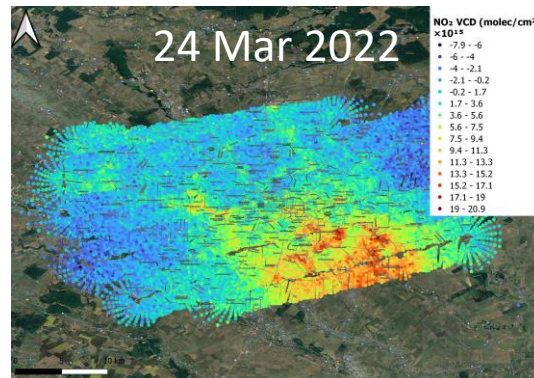 24 Mar 2022
NO₂ VCD (molec/cm²
×10¹⁵
-7.9 - -6
-6 - -4
-4 - -2.1
-2.1 - -0.2
-0.2 - 1.7
1.7 - 3.6
3.6 - 5.6
5.6 - 7.5
7.5 - 9.4
9.4 - 11.3
11.3 - 13.3
13.3 - 15.2
15.2 - 17.1
17.1 - 19
19 - 20.9
0 5 10 km